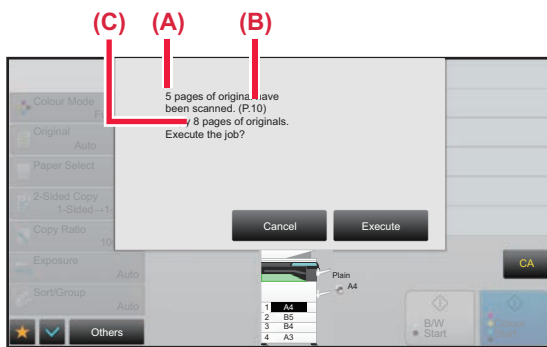 (C) (A) (B)
Colour Mode
5 pages of original have
been scanned. (P.10)
8 pages of originals.
Execute the job?
Original
Auto
Paper Select
2-Sided Copy
1-Sided→1-
Copy Ratio
10
Cancel Execute
Exposure
Auto
Plain
A4
CA
Sort/Group
Auto
1 A4
2 B5
3 B4
4 A3
B/W
Start
Others